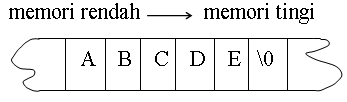 memori rendah → memori tingi
A B C D E \0